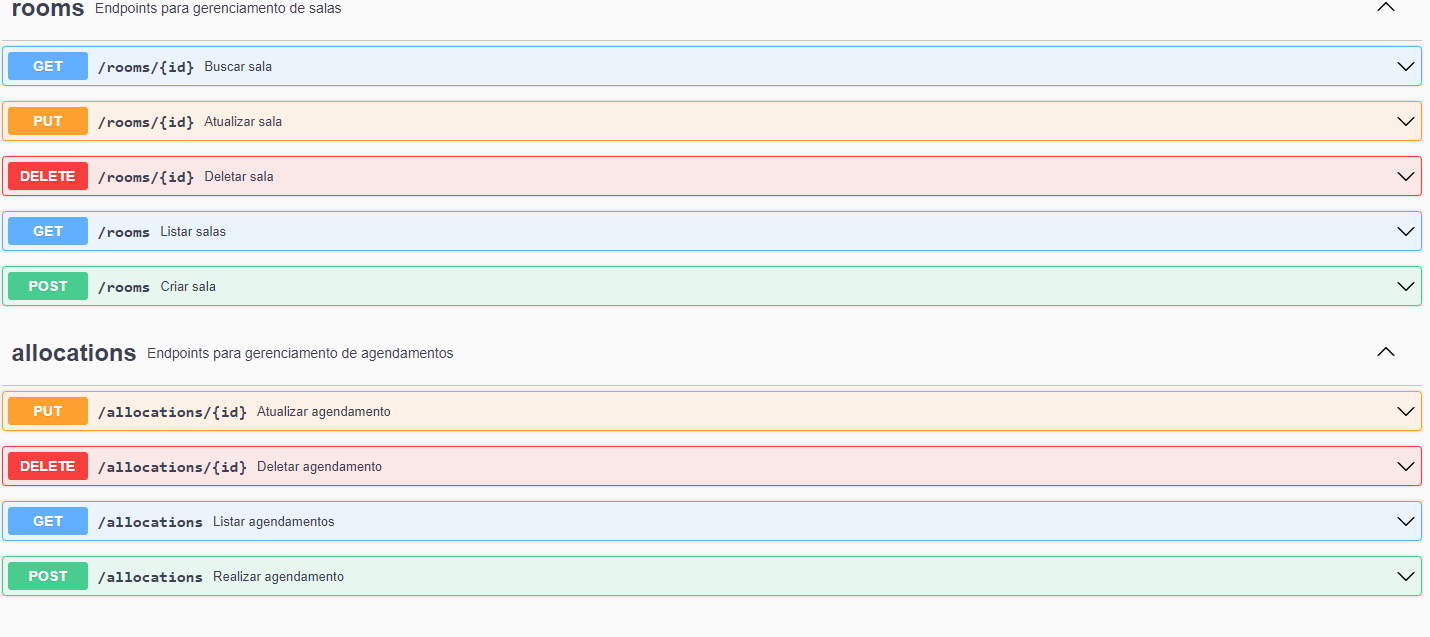 rooms Endpoints para gerenciamento de salas
GET /rooms/{id} Buscar sala
PUT /rooms/{id} Atualizar sala
DELETE /rooms/{id} Deletar sala
GET /rooms Listar salas
POST /rooms Criar sala
allocations Endpoints para gerenciamento de agendamentos
PUT /allocations/{id} Atualizar agendamento
DELETE /allocations/{id} Deletar agendamento
GET /allocations Listar agendamentos
POST /allocations Realizar agendamento